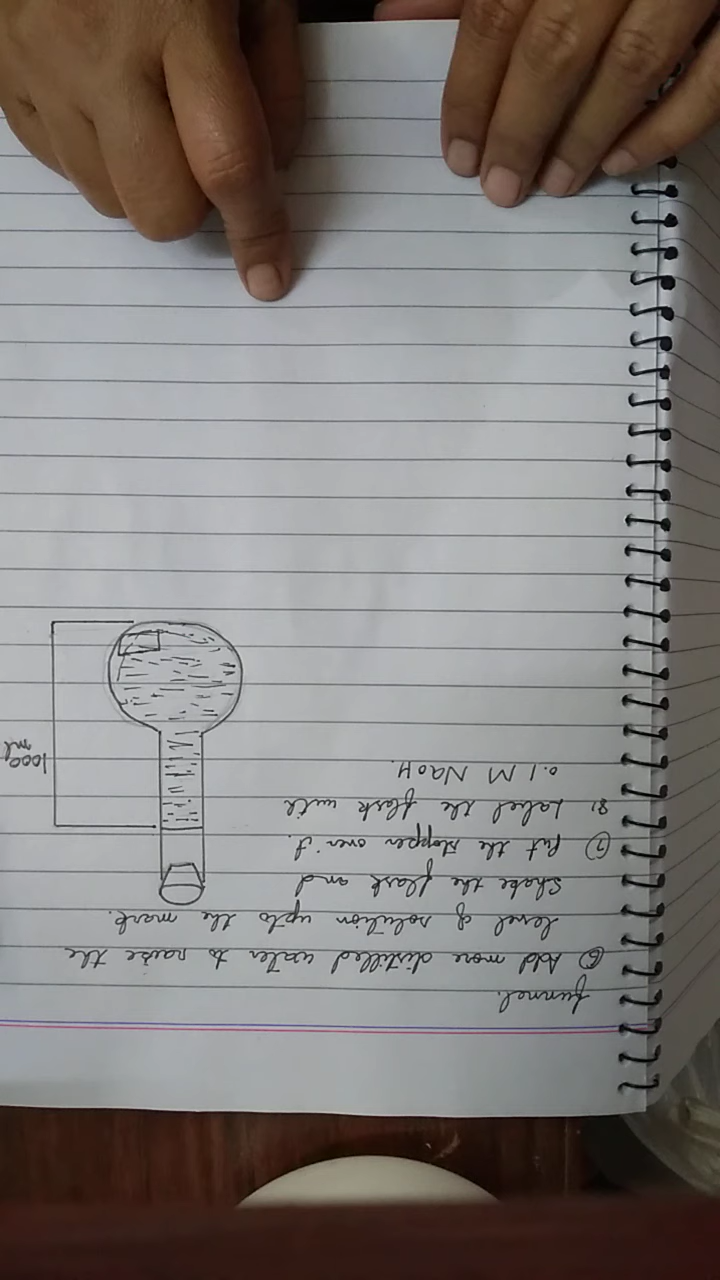 funnel.
⑥ Add more distilled water to raise the
level of solution upto the mark.
Shake the flask and
⑦ Put the stopper over it.
8) Label the flask with
0.1 M NaOH.
1000
ml